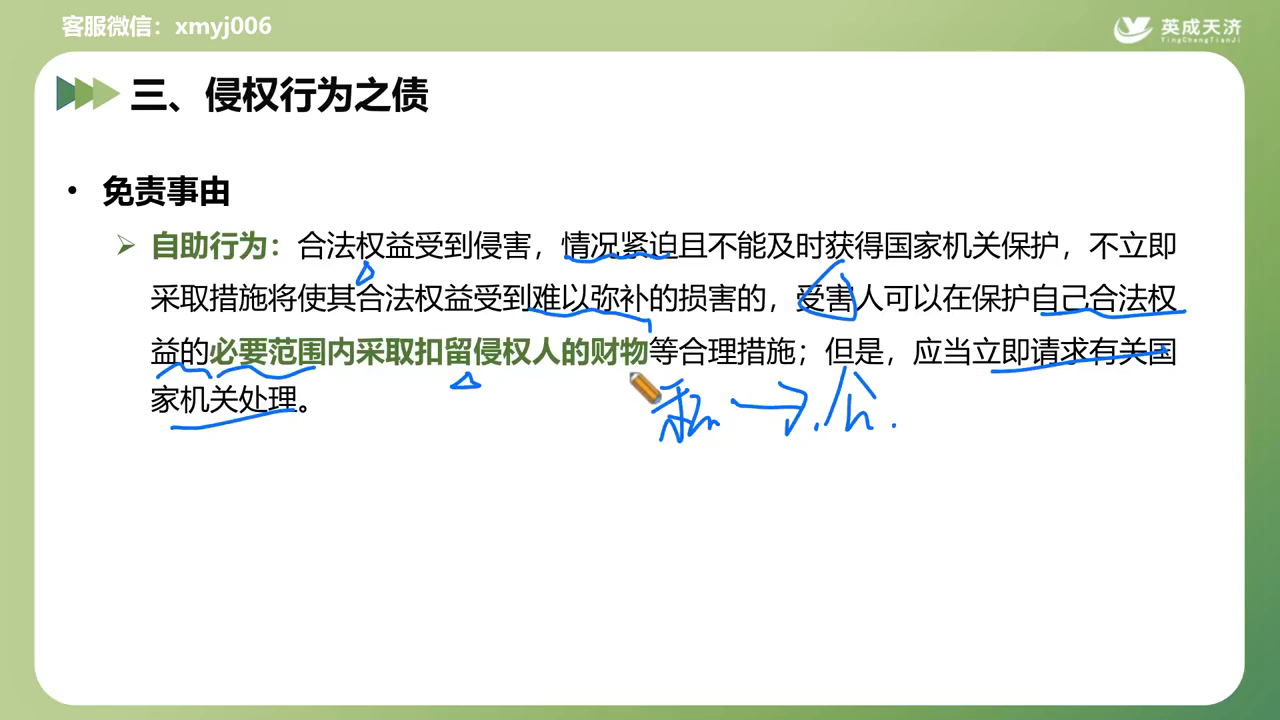 客服微信：xmyj006
英成天济
YingChengTianJi
三、侵权行为之债
• 免责事由
自助行为：合法权益受到侵害，情况紧迫且不能及时获得国家机关保护，不立即
采取措施将使其合法权益受到难以弥补的损害的，受害人可以在保护自己合法权
益的必要范围内采取扣留侵权人的财物等合理措施；但是，应当立即请求有关国
家机关处理。
私 → 公